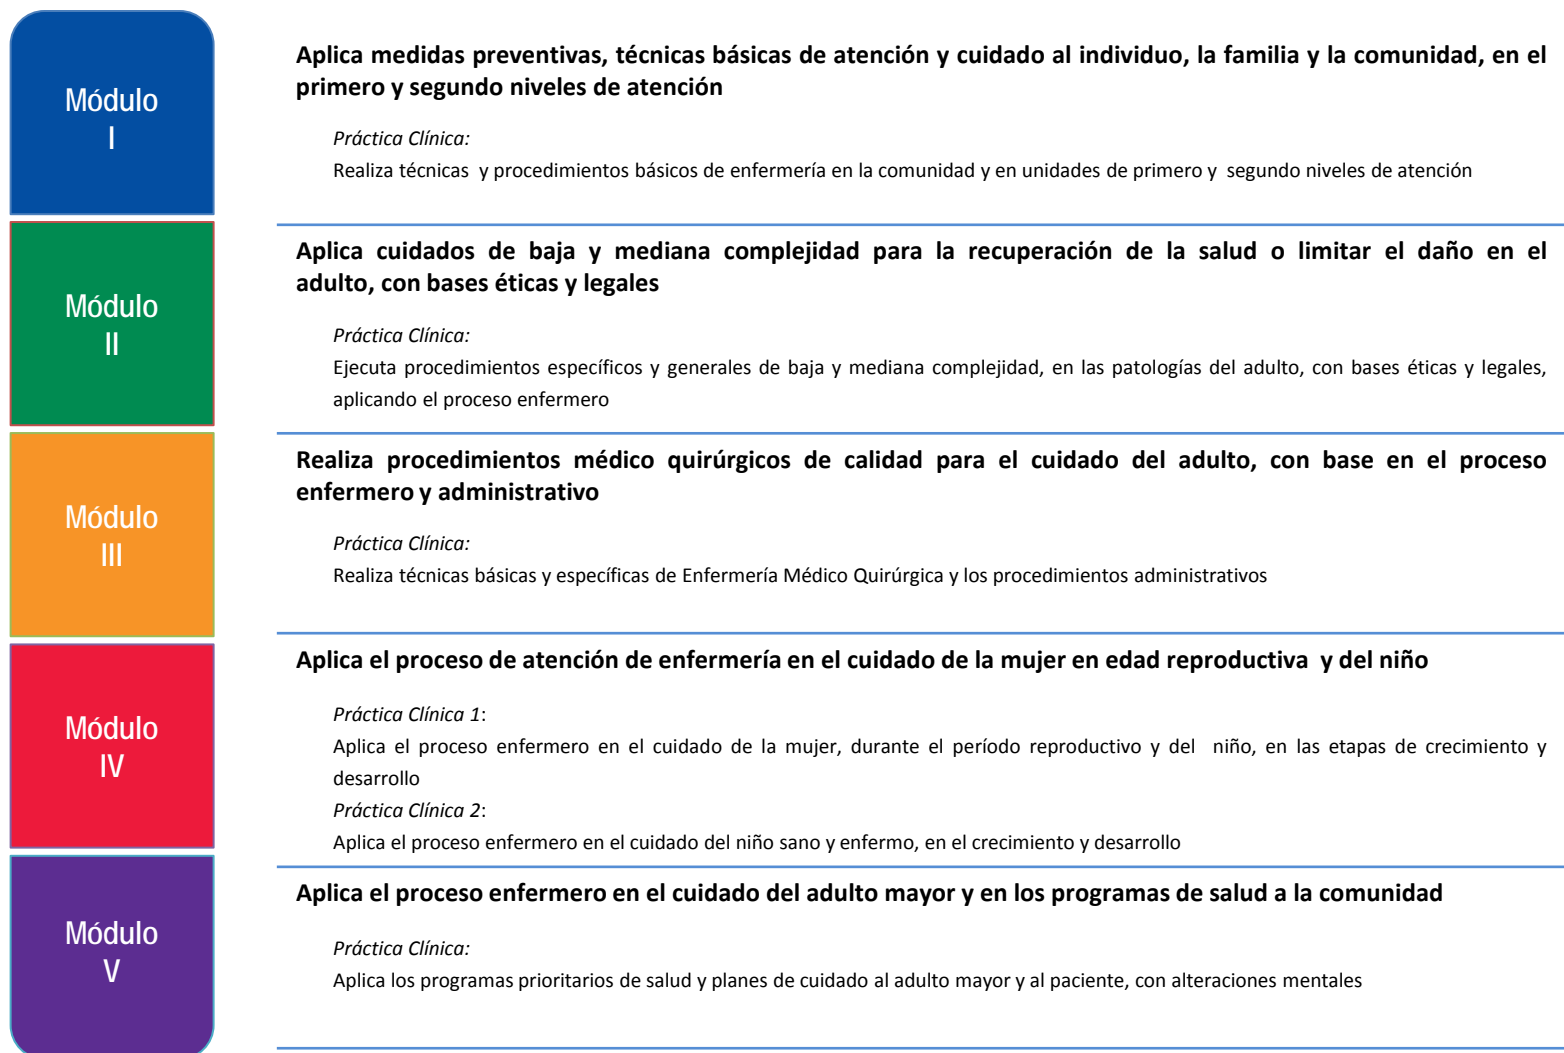 Módulo
I
Aplica medidas preventivas, técnicas básicas de atención y cuidado al individuo, la familia y la comunidad, en el
primero y segundo niveles de atención
Práctica Clínica:
Realiza técnicas y procedimientos básicos de enfermería en la comunidad y en unidades de primero y segundo niveles de atención
Módulo
II
Aplica cuidados de baja y mediana complejidad para la recuperación de la salud o limitar el daño en el
adulto, con bases éticas y legales
Práctica Clínica:
Ejecuta procedimientos específicos y generales de baja y mediana complejidad, en las patologías del adulto, con bases éticas y legales,
aplicando el proceso enfermero
Módulo
III
Realiza procedimientos médico quirúrgicos de calidad para el cuidado del adulto, con base en el proceso
enfermero y administrativo
Práctica Clínica:
Realiza técnicas básicas y específicas de Enfermería Médico Quirúrgica y los procedimientos administrativos
Módulo
IV
Aplica el proceso de atención de enfermería en el cuidado de la mujer en edad reproductiva y del niño
Práctica Clínica 1:
Aplica el proceso enfermero en el cuidado de la mujer, durante el período reproductivo y del niño, en las etapas de crecimiento y
desarrollo
Práctica Clínica 2:
Aplica el proceso enfermero en el cuidado del niño sano y enfermo, en el crecimiento y desarrollo
Módulo
V
Aplica el proceso enfermero en el cuidado del adulto mayor y en los programas de salud a la comunidad
Práctica Clínica:
Aplica los programas prioritarios de salud y planes de cuidado al adulto mayor y al paciente, con alteraciones mentales